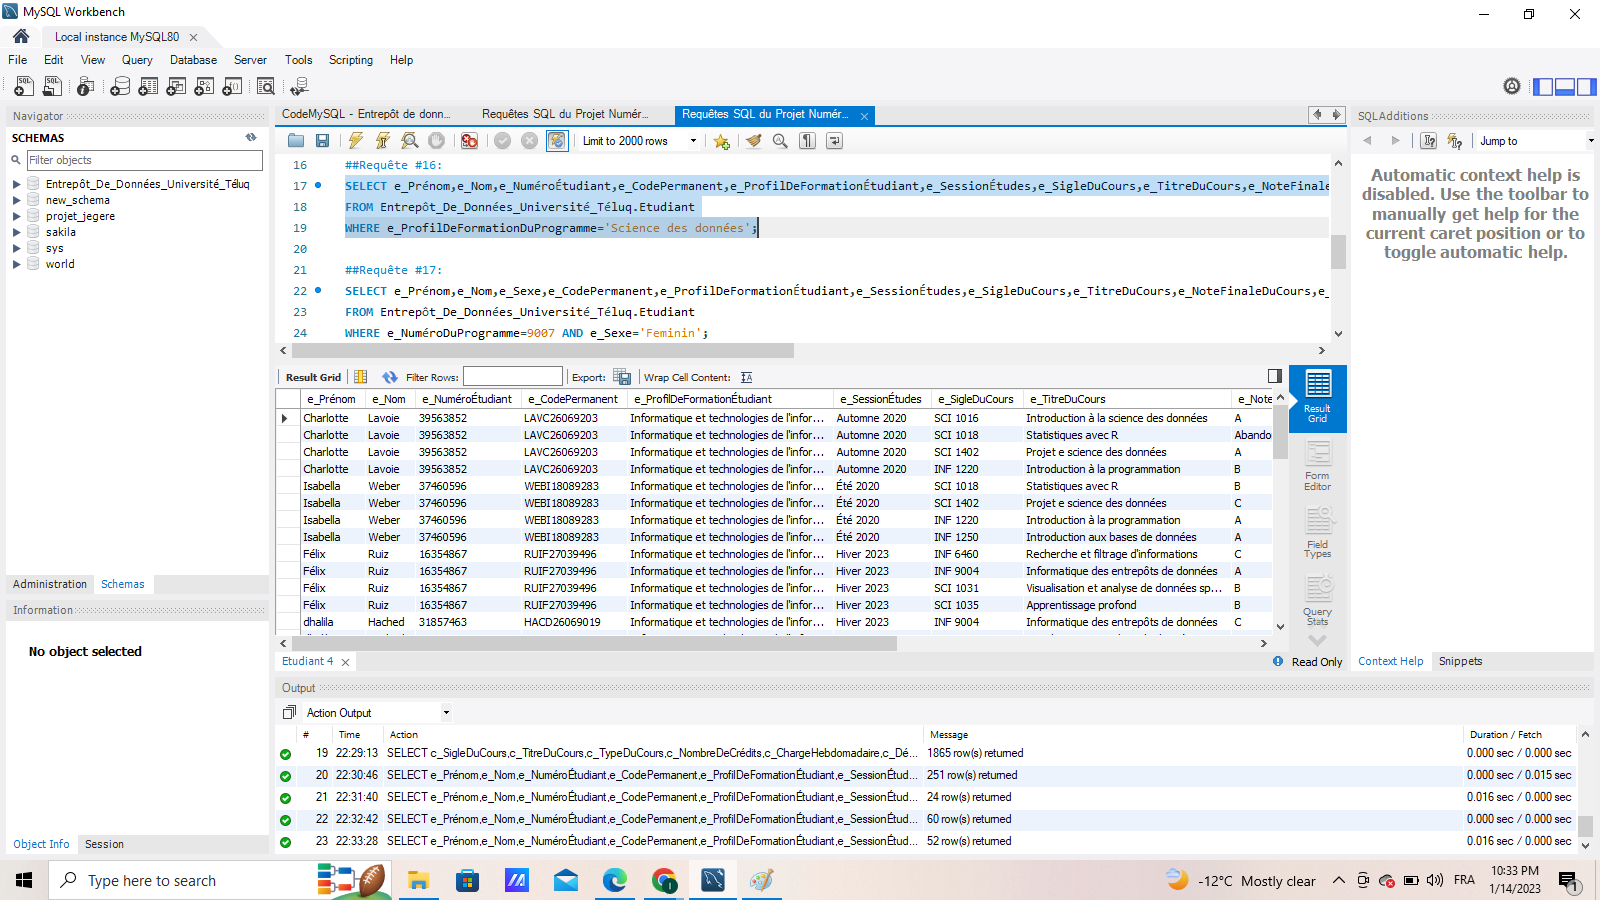 MySQL Workbench
Local instance MySQL80
File Edit View Query Database Server Tools Scripting Help
Navigator
SCHEMAS
Filter objects
Entrepôt_De_Données_Université_Téluq
new_schema
projet_jegere
sakila
sys
world
Administration Schemas
Information
No object selected
Object Info Session
CodeMySQL - Entrepôt de donn... Requêtes SQL du Projet Numér... Requêtes SQL du Projet Numér...
Limit to 2000 rows
16 ##Requête #16:
17 SELECT e_Prénom,e_Nom,e_NuméroÉtudiant,e_CodePermanent,e_ProfilDeFormationÉtudiant,e_SessionÉtudes,e_SigleDuCours,e_TitreDuCours,e_NoteFinale
18 FROM Entrepôt_De_Données_Université_Téluq.Etudiant
19 WHERE e_ProfilDeFormationDuProgramme='Science des données';
20
21 ##Requête #17:
22 SELECT e_Prénom,e_Nom,e_Sexe,e_CodePermanent,e_ProfilDeFormationÉtudiant,e_SessionÉtudes,e_SigleDuCours,e_TitreDuCours,e_NoteFinaleDuCours,e_
23 FROM Entrepôt_De_Données_Université_Téluq.Etudiant
24 WHERE e_NuméroDuProgramme=9007 AND e_Sexe='Feminin';
Result Grid Filter Rows: Export: Wrap Cell Content:
e_Prénom e_Nom e_NuméroÉtudiant e_CodePermanent e_ProfilDeFormationÉtudiant e_SessionÉtudes e_SigleDuCours e_TitreDuCours e_Note
Charlotte Lavoie 39563852 LAVC26069203 Informatique et technologies de l'infor... Automne 2020 SCI 1016 Introduction à la science des données A
Charlotte Lavoie 39563852 LAVC26069203 Informatique et technologies de l'infor... Automne 2020 SCI 1018 Statistiques avec R Abando
Charlotte Lavoie 39563852 LAVC26069203 Informatique et technologies de l'infor... Automne 2020 SCI 1402 Projet e science des données A
Charlotte Lavoie 39563852 LAVC26069203 Informatique et technologies de l'infor... Automne 2020 INF 1220 Introduction à la programmation B
Isabella Weber 37460596 WEBI18089283 Informatique et technologies de l'infor... Été 2020 SCI 1018 Statistiques avec R B
Isabella Weber 37460596 WEBI18089283 Informatique et technologies de l'infor... Été 2020 SCI 1402 Projet e science des données C
Isabella Weber 37460596 WEBI18089283 Informatique et technologies de l'infor... Été 2020 INF 1220 Introduction à la programmation A
Isabella Weber 37460596 WEBI18089283 Informatique et technologies de l'infor... Été 2020 INF 1250 Introduction aux bases de données A
Félix Ruiz 16354867 RUIF27039496 Informatique et technologies de l'infor... Hiver 2023 INF 6460 Recherche et filtrage d'informations C
Félix Ruiz 16354867 RUIF27039496 Informatique et technologies de l'infor... Hiver 2023 INF 9004 Informatique des entrepôts de données A
Félix Ruiz 16354867 RUIF27039496 Informatique et technologies de l'infor... Hiver 2023 SCI 1031 Visualisation et analyse de données sp... B
Félix Ruiz 16354867 RUIF27039496 Informatique et technologies de l'infor... Hiver 2023 SCI 1035 Apprentissage profond B
dhalila Hached 31857463 HACD26069019 Informatique et technologies de l'infor... Hiver 2023 INF 9004 Informatique des entrepôts de données C
Result Grid
Form Editor
Field Types
Query Stats
Etudiant 4
Read Only
SQLAdditions
Jump to
Automatic context help is
disabled. Use the toolbar to
manually get help for the
current caret position or to
toggle automatic help.
Context Help Snippets
Output
Action Output
# Time Action Message Duration / Fetch
19 22:29:13 SELECT c_SigleDuCours,c_TitreDuCours,c_TypeDuCours,c_NombreDeCrédits,c_ChargeHebdomadaire,c_Dé... 1865 row(s) returned 0.000 sec / 0.000 sec
20 22:30:46 SELECT e_Prénom,e_Nom,e_NuméroÉtudiant,e_CodePermanent,e_ProfilDeFormationÉtudiant,e_SessionÉtud... 251 row(s) returned 0.000 sec / 0.015 sec
21 22:31:40 SELECT e_Prénom,e_Nom,e_NuméroÉtudiant,e_CodePermanent,e_ProfilDeFormationÉtudiant,e_SessionÉtud... 24 row(s) returned 0.016 sec / 0.000 sec
22 22:32:42 SELECT e_Prénom,e_Nom,e_NuméroÉtudiant,e_CodePermanent,e_ProfilDeFormationÉtudiant,e_SessionÉtud... 60 row(s) returned 0.000 sec / 0.000 sec
23 22:33:28 SELECT e_Prénom,e_Nom,e_NuméroÉtudiant,e_CodePermanent,e_ProfilDeFormationÉtudiant,e_SessionÉtud... 52 row(s) returned 0.016 sec / 0.000 sec
Type here to search
-12°C Mostly clear
FRA
10:33 PM
1/14/2023
1